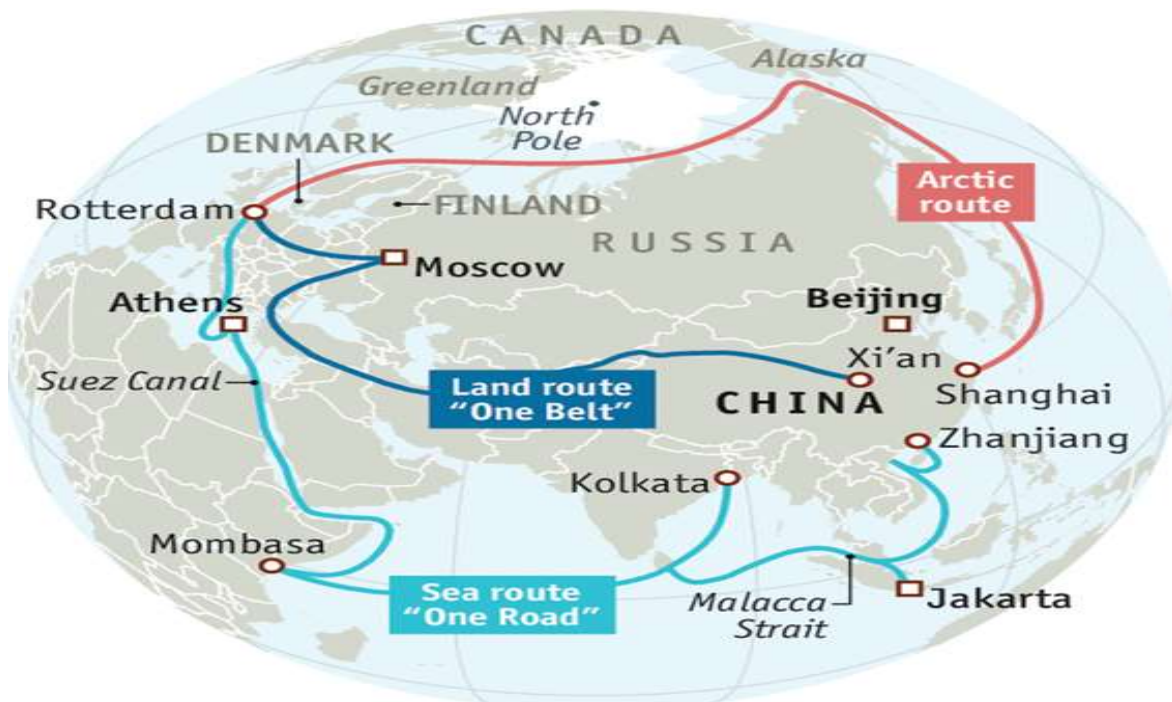 CANADA
Alaska
Greenland
North
Pole
DENMARK
Arctic
route
Rotterdam
FINLAND
RUSSIA
Moscow
Athens
Beijing
Suez Canal
Xi’an
Land route
“One Belt”
CHINA
Shanghai
Zhanjiang
Kolkata
Mombasa
Sea route
“One Road”
Malacca
Strait
Jakarta